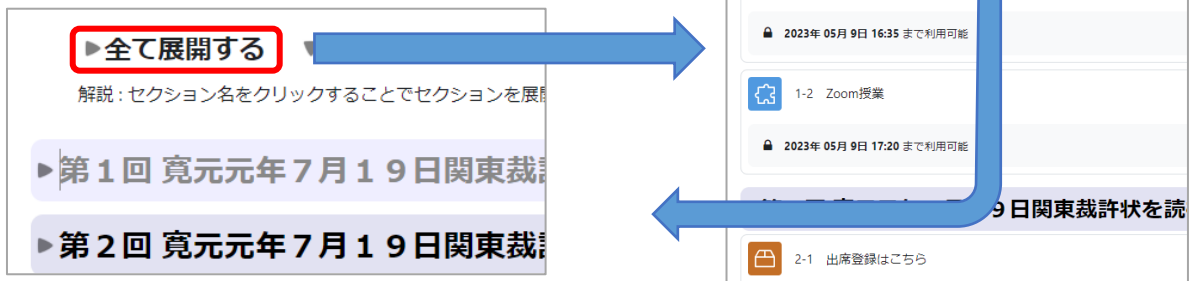 全て展開する
解説 : セクション名をクリックすることでセクションを展
第１回 寛元元年７月１９日関東裁
第２回 寛元元年７月１９日関東裁
2023年 05月 9日 16:35 まで利用可能
1-2 Zoom授業
2023年 05月 9日 17:20 まで利用可能
９日関東裁許状を読
2-1 出席登録はこちら